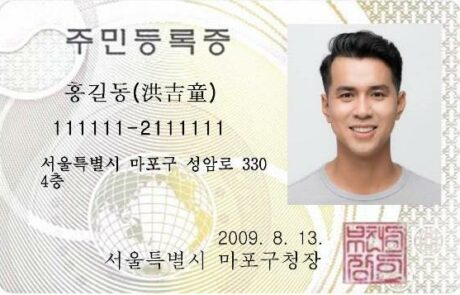 주민등록증
홍길동(洪吉童)
111111-2111111
서울특별시 마포구 성암로 330
4층
2009. 8. 13.
서울특별시 마포구청장